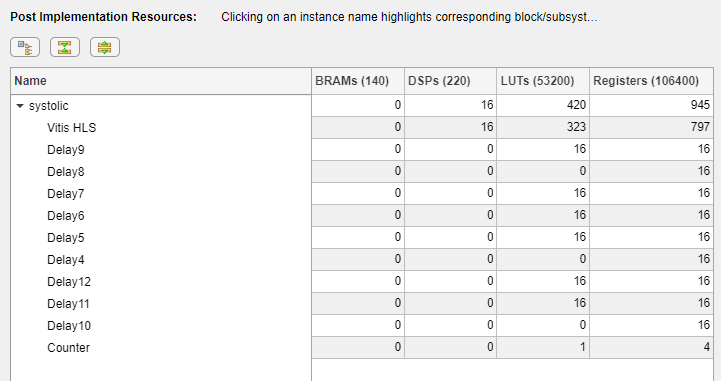 Post Implementation Resources: Clicking on an instance name highlights corresponding block/subsyst…
Name BRAMs (140) DSPs (220) LUTs (53200) Registers (106400)
systolic 0 16 420 945
Vitis HLS 0 16 323 797
Delay9 0 0 16 16
Delay8 0 0 0 16
Delay7 0 0 16 16
Delay6 0 0 16 16
Delay5 0 0 16 16
Delay4 0 0 0 16
Delay12 0 0 16 16
Delay11 0 0 16 16
Delay10 0 0 0 16
Counter 0 0 1 4